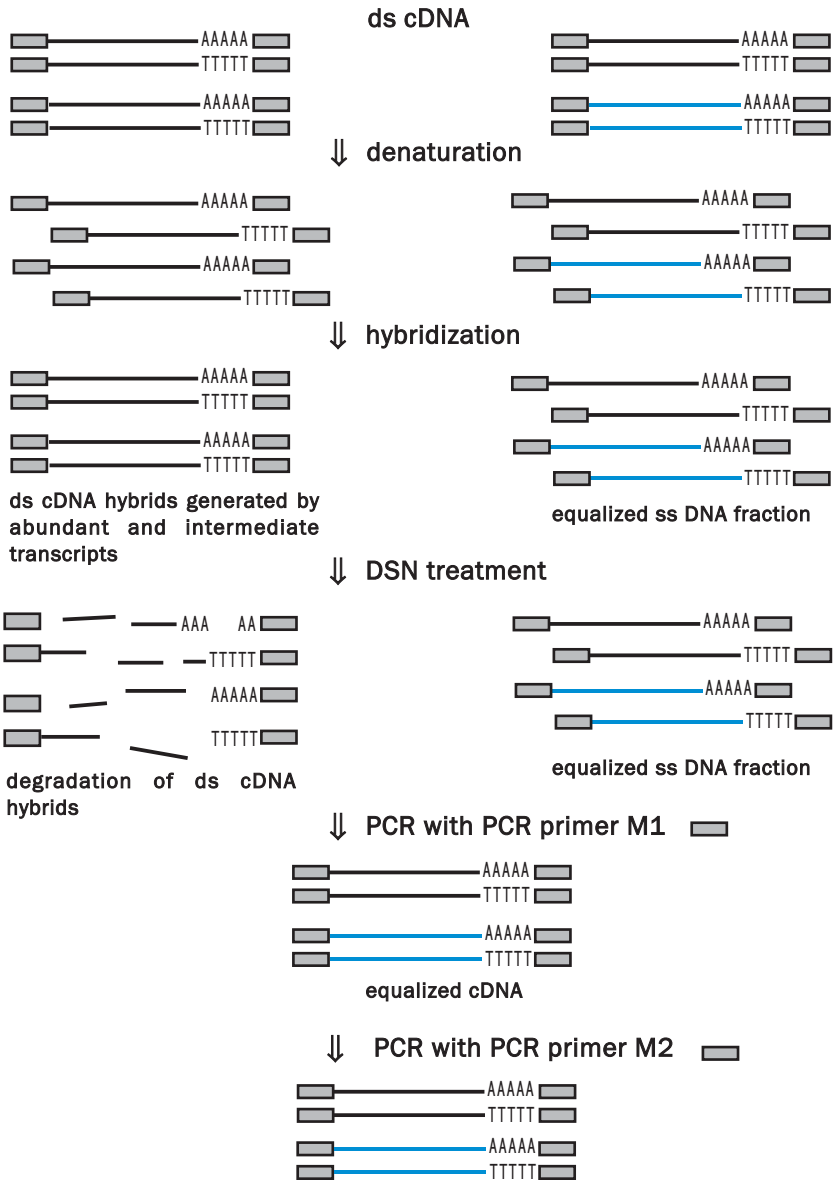 ds cDNA
AAAAA AAAAA
TTTTT TTTTT
AAAAA AAAAA
TTTTT TTTTT
denaturation
AAAAA AAAAA
TTTTT TTTTT
AAAAA AAAAA
TTTTT TTTTT
hybridization
AAAAA AAAAA
TTTTT TTTTT
AAAAA AAAAA
TTTTT TTTTT
ds cDNA hybrids generated by
abundant and intermediate
transcripts
equalized ss DNA fraction
DSN treatment
AAA AA AAAAA
TTTTT TTTTT
AAAAA AAAAA
TTTTT TTTTT
degradation of ds cDNA
hybrids
equalized ss DNA fraction
PCR with PCR primer M1
AAAAA
TTTTT
AAAAA
TTTTT
equalized cDNA
PCR with PCR primer M2
AAAAA
TTTTT
AAAAA
TTTTT